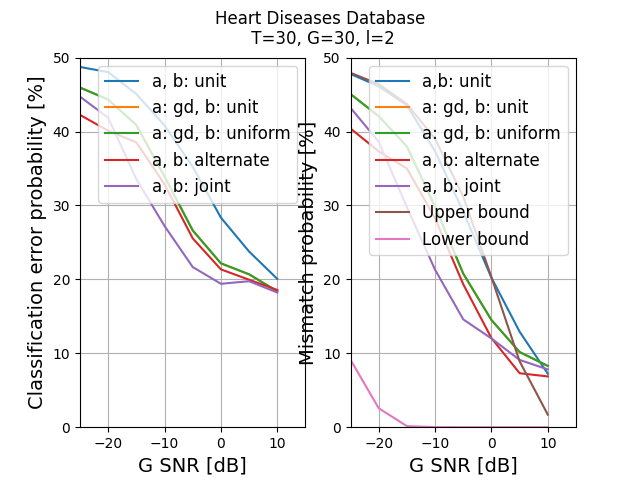 Heart Diseases Database
T=30, G=30, l=2
Classification error probability [%]
50
40
30
20
10
0
a, b: unit
a: gd, b: unit
a: gd, b: uniform
a, b: alternate
a, b: joint
−20
−10
0
10
G SNR [dB]
Mismatch probability [%]
50
40
30
20
10
0
a,b: unit
a: gd, b: unit
a: gd, b: uniform
a, b: alternate
a, b: joint
Upper bound
Lower bound
−20
−10
0
10
G SNR [dB]